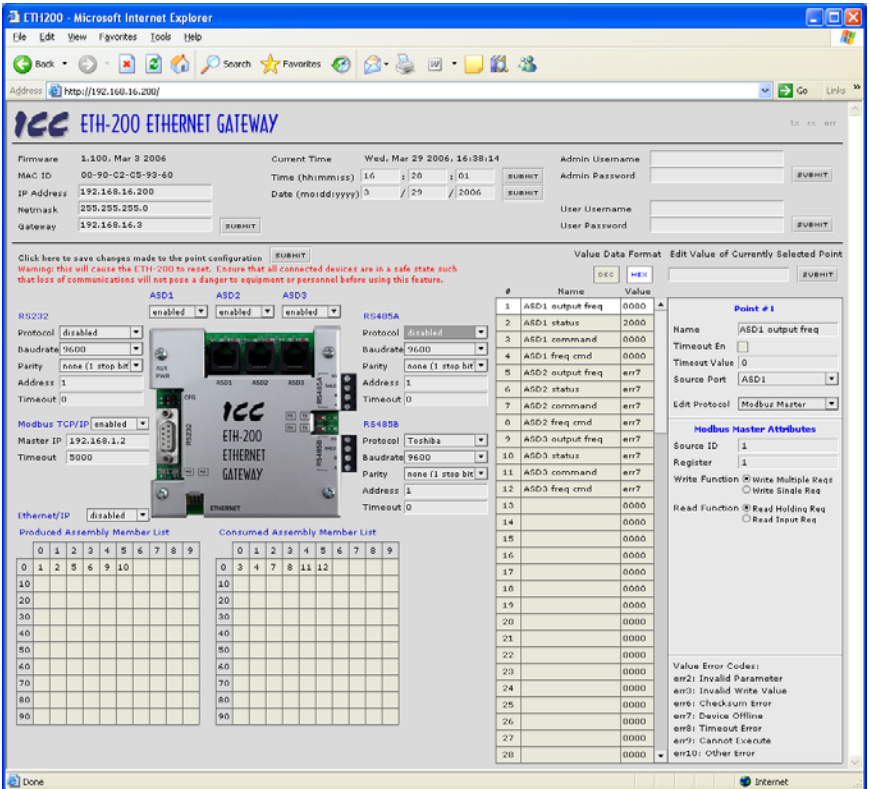 ETH200 - Microsoft Internet Explorer
File Edit View Favorites Tools Help
Back Search Favorites
Address http://192.168.16.200/ Go Links
ICC ETH-200 ETHERNET GATEWAY tx rx err
Firmware 1.100, Mar 3 2006
MAC ID 00-90-C2-C5-93-60
IP Address 192.168.16.200
Netmask 255.255.255.0
Gateway 192.168.16.3 SUBMIT
Current Time Wed, Mar 29 2006, 16:38:14
Time (hh:mm:ss) 16 : 28 : 01 SUBMIT
Date (mo:dd:yyyy) 3 / 29 / 2006 SUBMIT
Admin Username
Admin Password SUBMIT
User Username
User Password SUBMIT
Click here to save changes made to the point configuration SUBMIT
Warning: this will cause the ETH-200 to reset. Ensure that all connected devices are in a safe state such
that loss of communications will not pose a danger to equipment or personnel before using this feature.
ASD1 ASD2 ASD3
enabled enabled enabled
RS232
Protocol disabled
Baudrate 9600
Parity none (1 stop bit
Address 1
Timeout 0
Modbus TCP/IP enabled
Master IP 192.168.1.2
Timeout 5000
Ethernet/IP disabled
AUX
PWR
CFG
RS232
ASD1 ASD2 ASD3
RS485A
RS485B
ICC
ETH-200
ETHERNET
GATEWAY
ETHERNET
RS485A
Protocol disabled
Baudrate 9600
Parity none (1 stop bit
Address 1
Timeout 0
RS485B
Protocol Toshiba
Baudrate 9600
Parity none (1 stop bit
Address 1
Timeout 0
Produced Assembly Member List
0 1 2 3 4 5 6 7 8 9
0 1 2 5 6 9 10
10
20
30
40
50
60
70
80
90
Consumed Assembly Member List
0 1 2 3 4 5 6 7 8 9
0 3 4 7 8 11 12
10
20
30
40
50
60
70
80
90
Value Data Format
DEC HEX
# Name Value
1 ASD1 output freq 0000
2 ASD1 status 2000
3 ASD1 command 0000
4 ASD1 freq cmd 0000
5 ASD2 output freq err7
6 ASD2 status err7
7 ASD2 command err7
8 ASD2 freq cmd err7
9 ASD3 output freq err7
10 ASD3 status err7
11 ASD3 command err7
12 ASD3 freq cmd err7
13 0000
14 0000
15 0000
16 0000
17 0000
18 0000
19 0000
20 0000
21 0000
22 0000
23 0000
24 0000
25 0000
26 0000
27 0000
28 0000
Edit Value of Currently Selected Point
SUBMIT
Point #1
Name ASD1 output freq
Timeout En
Timeout Value 0
Source Port ASD1
Edit Protocol Modbus Master
Modbus Master Attributes
Source ID 1
Register 1
Write Function Write Multiple Regs
Write Single Reg
Read Function Read Holding Reg
Read Input Reg
Value Error Codes:
err2: Invalid Parameter
err3: Invalid Write Value
err6: Checksum Error
err7: Device Offline
err8: Timeout Error
err9: Cannot Execute
err10: Other Error
Done Internet